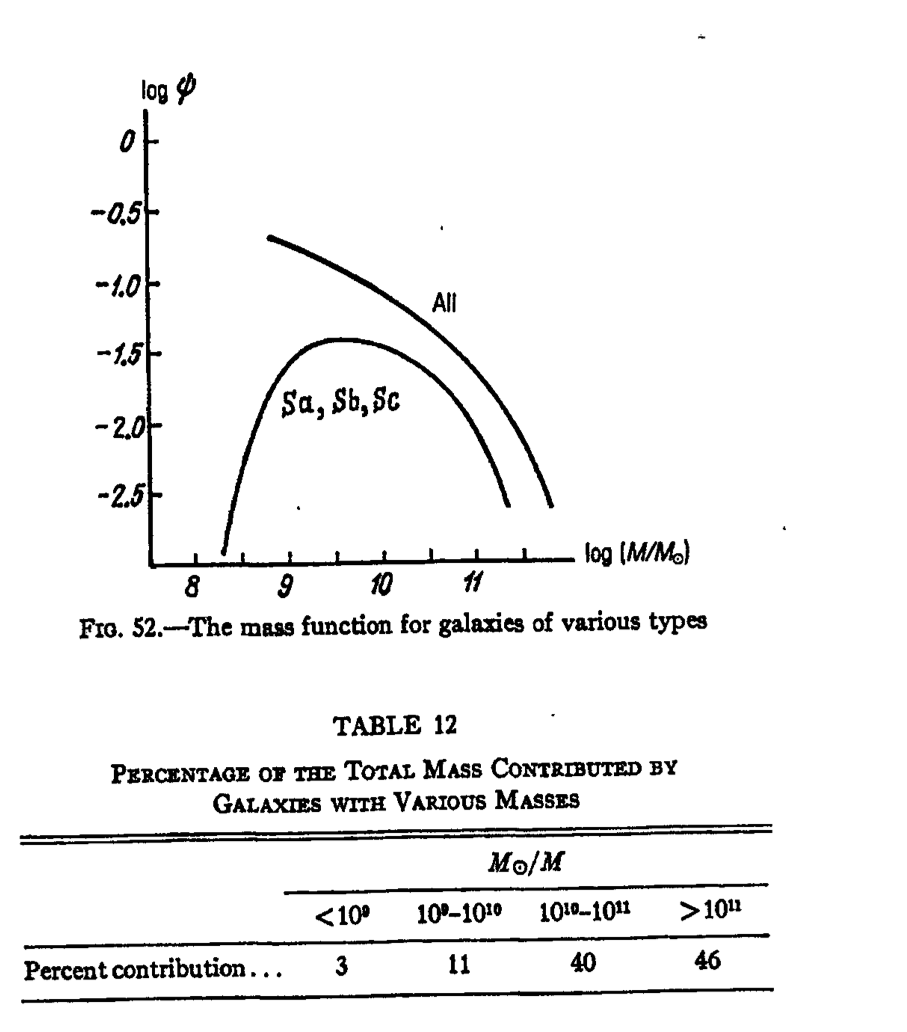 log ψ
0
-0.5
-1.0
All
-1.5
Sa, Sb, Sc
-2.0
-2.5
log (M/M☉)
8 9 10 11
FIG. 52.—The mass function for galaxies of various types
TABLE 12
PERCENTAGE OF THE TOTAL MASS CONTRIBUTED BY
GALAXIES WITH VARIOUS MASSES
M☉/M
<10⁹ 10⁹–10¹⁰ 10¹⁰–10¹¹ >10¹¹
Percent contribution... 3 11 40 46